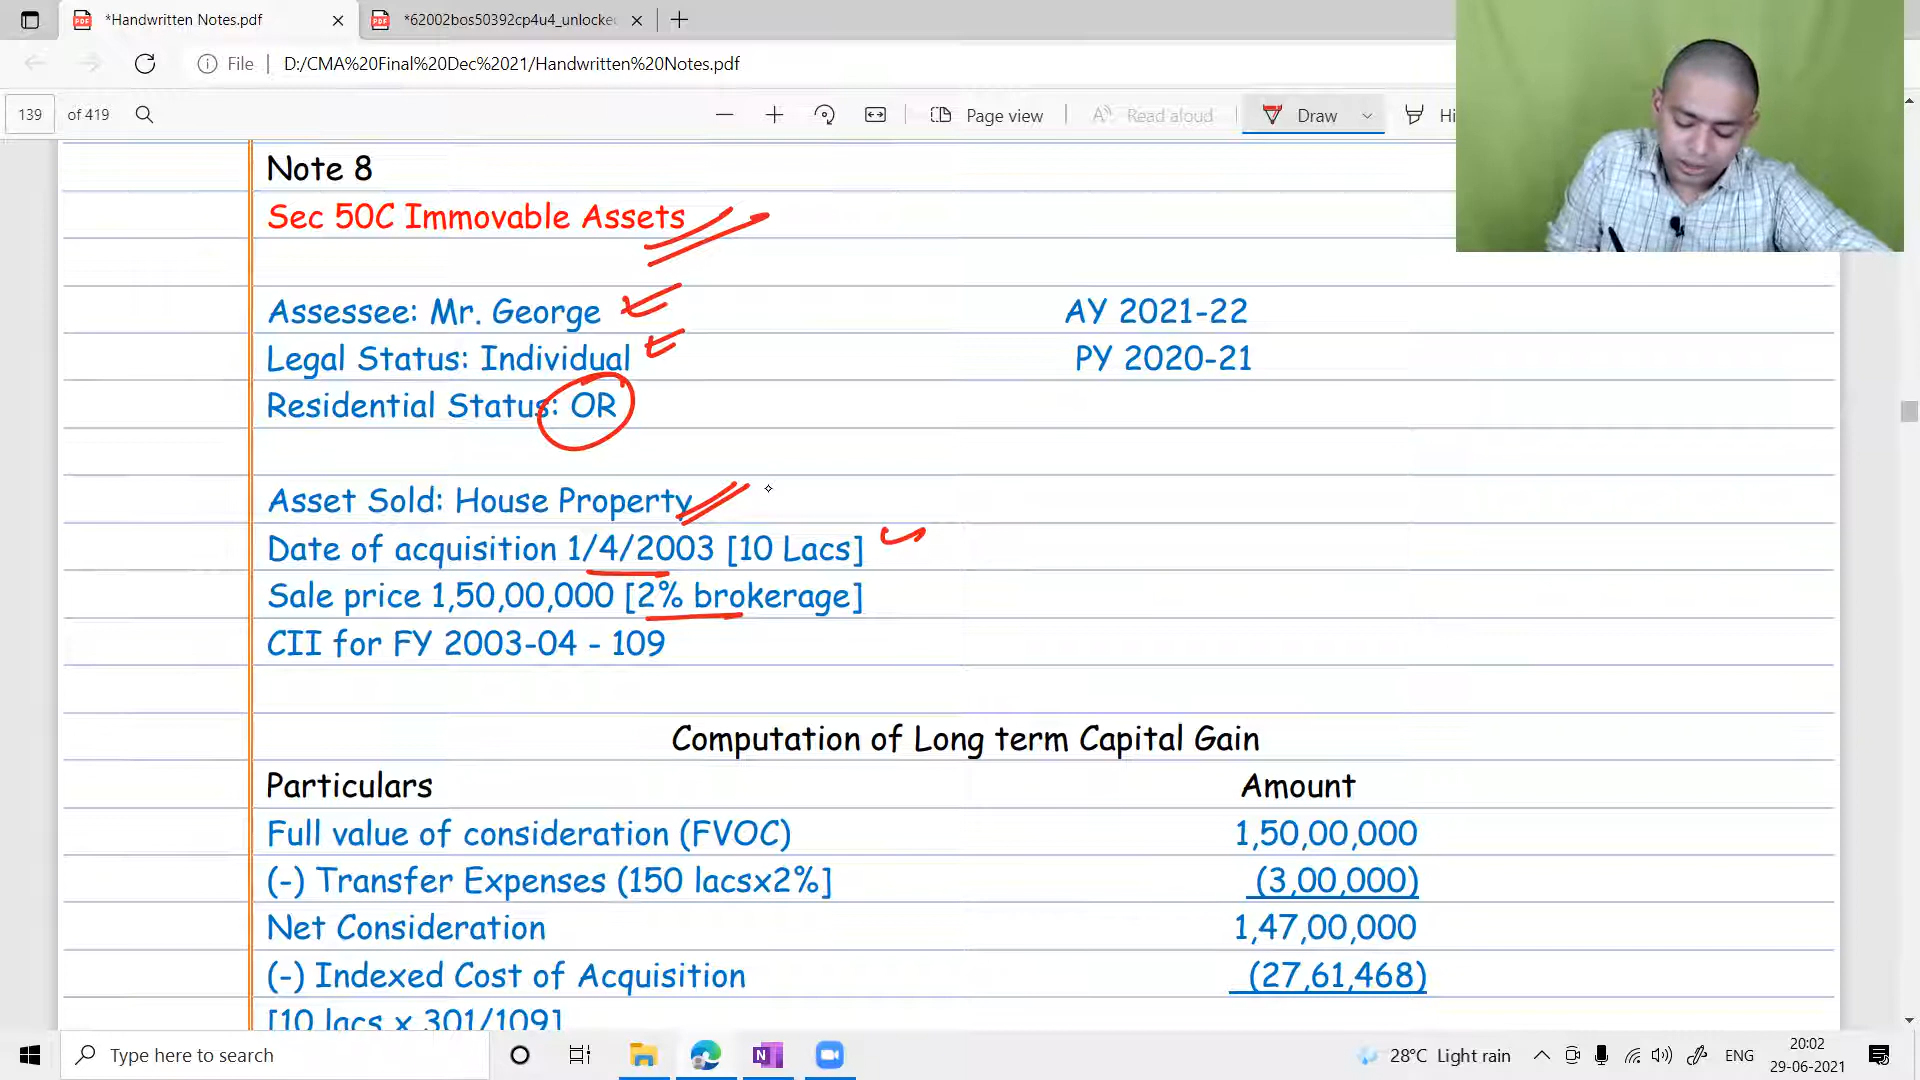 *Handwritten Notes.pdf
*62002bos50392cp4u4_unlocked
File D:/CMA%20Final%20Dec%2021/Handwritten%20Notes.pdf
139 of 419
Page view
Read aloud
Draw
Hi
Note 8
Sec 50C Immovable Assets
Assessee: Mr. George AY 2021-22
Legal Status: Individual PY 2020-21
Residential Status: OR
Asset Sold: House Property
Date of acquisition 1/4/2003 [10 Lacs]
Sale price 1,50,00,000 [2% brokerage]
CII for FY 2003-04 - 109
Computation of Long term Capital Gain
Particulars Amount
Full value of consideration (FVOC) 1,50,00,000
(-) Transfer Expenses (150 lacsx2%] (3,00,000)
Net Consideration 1,47,00,000
(-) Indexed Cost of Acquisition (27,61,468)
[10 lacs x 301/109]
Type here to search
28°C Light rain
ENG
20:02
29-06-2021